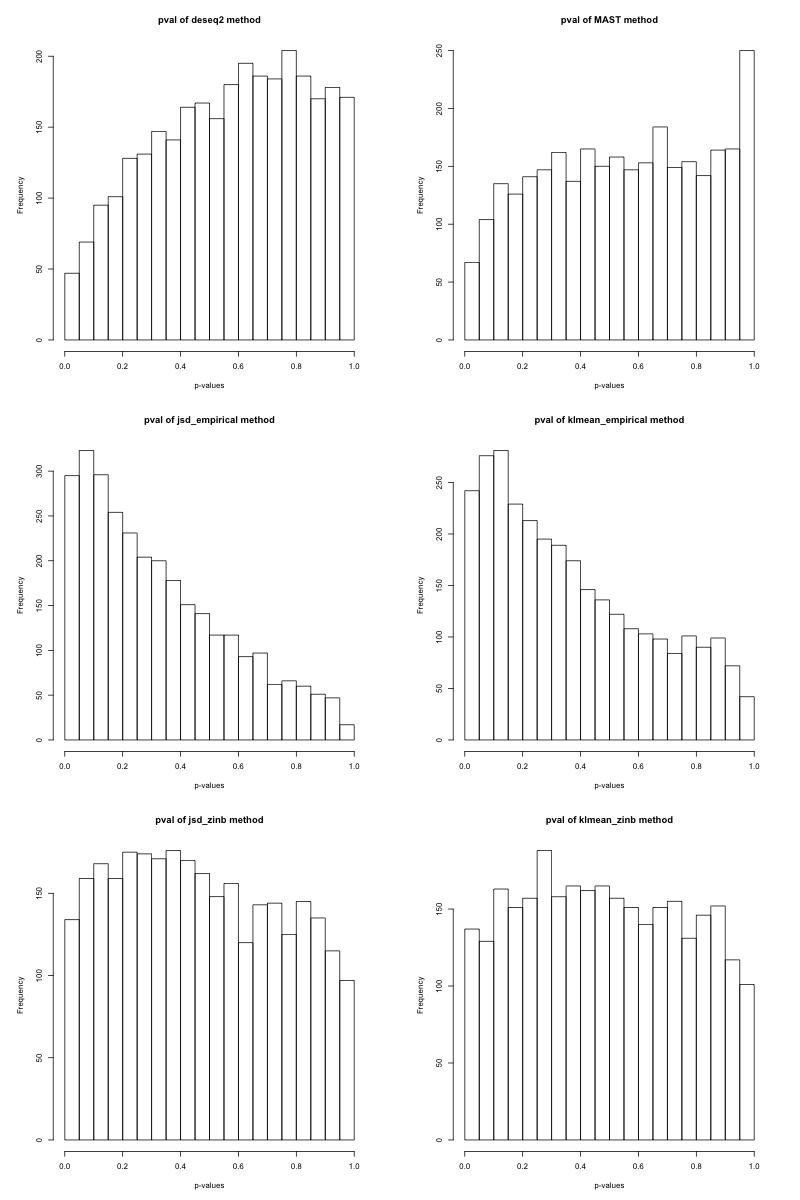 pval of deseq2 method
Frequency
0 50 100 150 200
0.0 0.2 0.4 0.6 0.8 1.0
p-values
pval of MAST method
Frequency
0 50 100 150 200 250
0.0 0.2 0.4 0.6 0.8 1.0
p-values
pval of jsd_empirical method
Frequency
0 50 100 150 200 250 300
0.0 0.2 0.4 0.6 0.8 1.0
p-values
pval of klmean_empirical method
Frequency
0 50 100 150 200 250
0.0 0.2 0.4 0.6 0.8 1.0
p-values
pval of jsd_zinb method
Frequency
0 50 100 150
0.0 0.2 0.4 0.6 0.8 1.0
p-values
pval of klmean_zinb method
Frequency
0 50 100 150
0.0 0.2 0.4 0.6 0.8 1.0
p-values